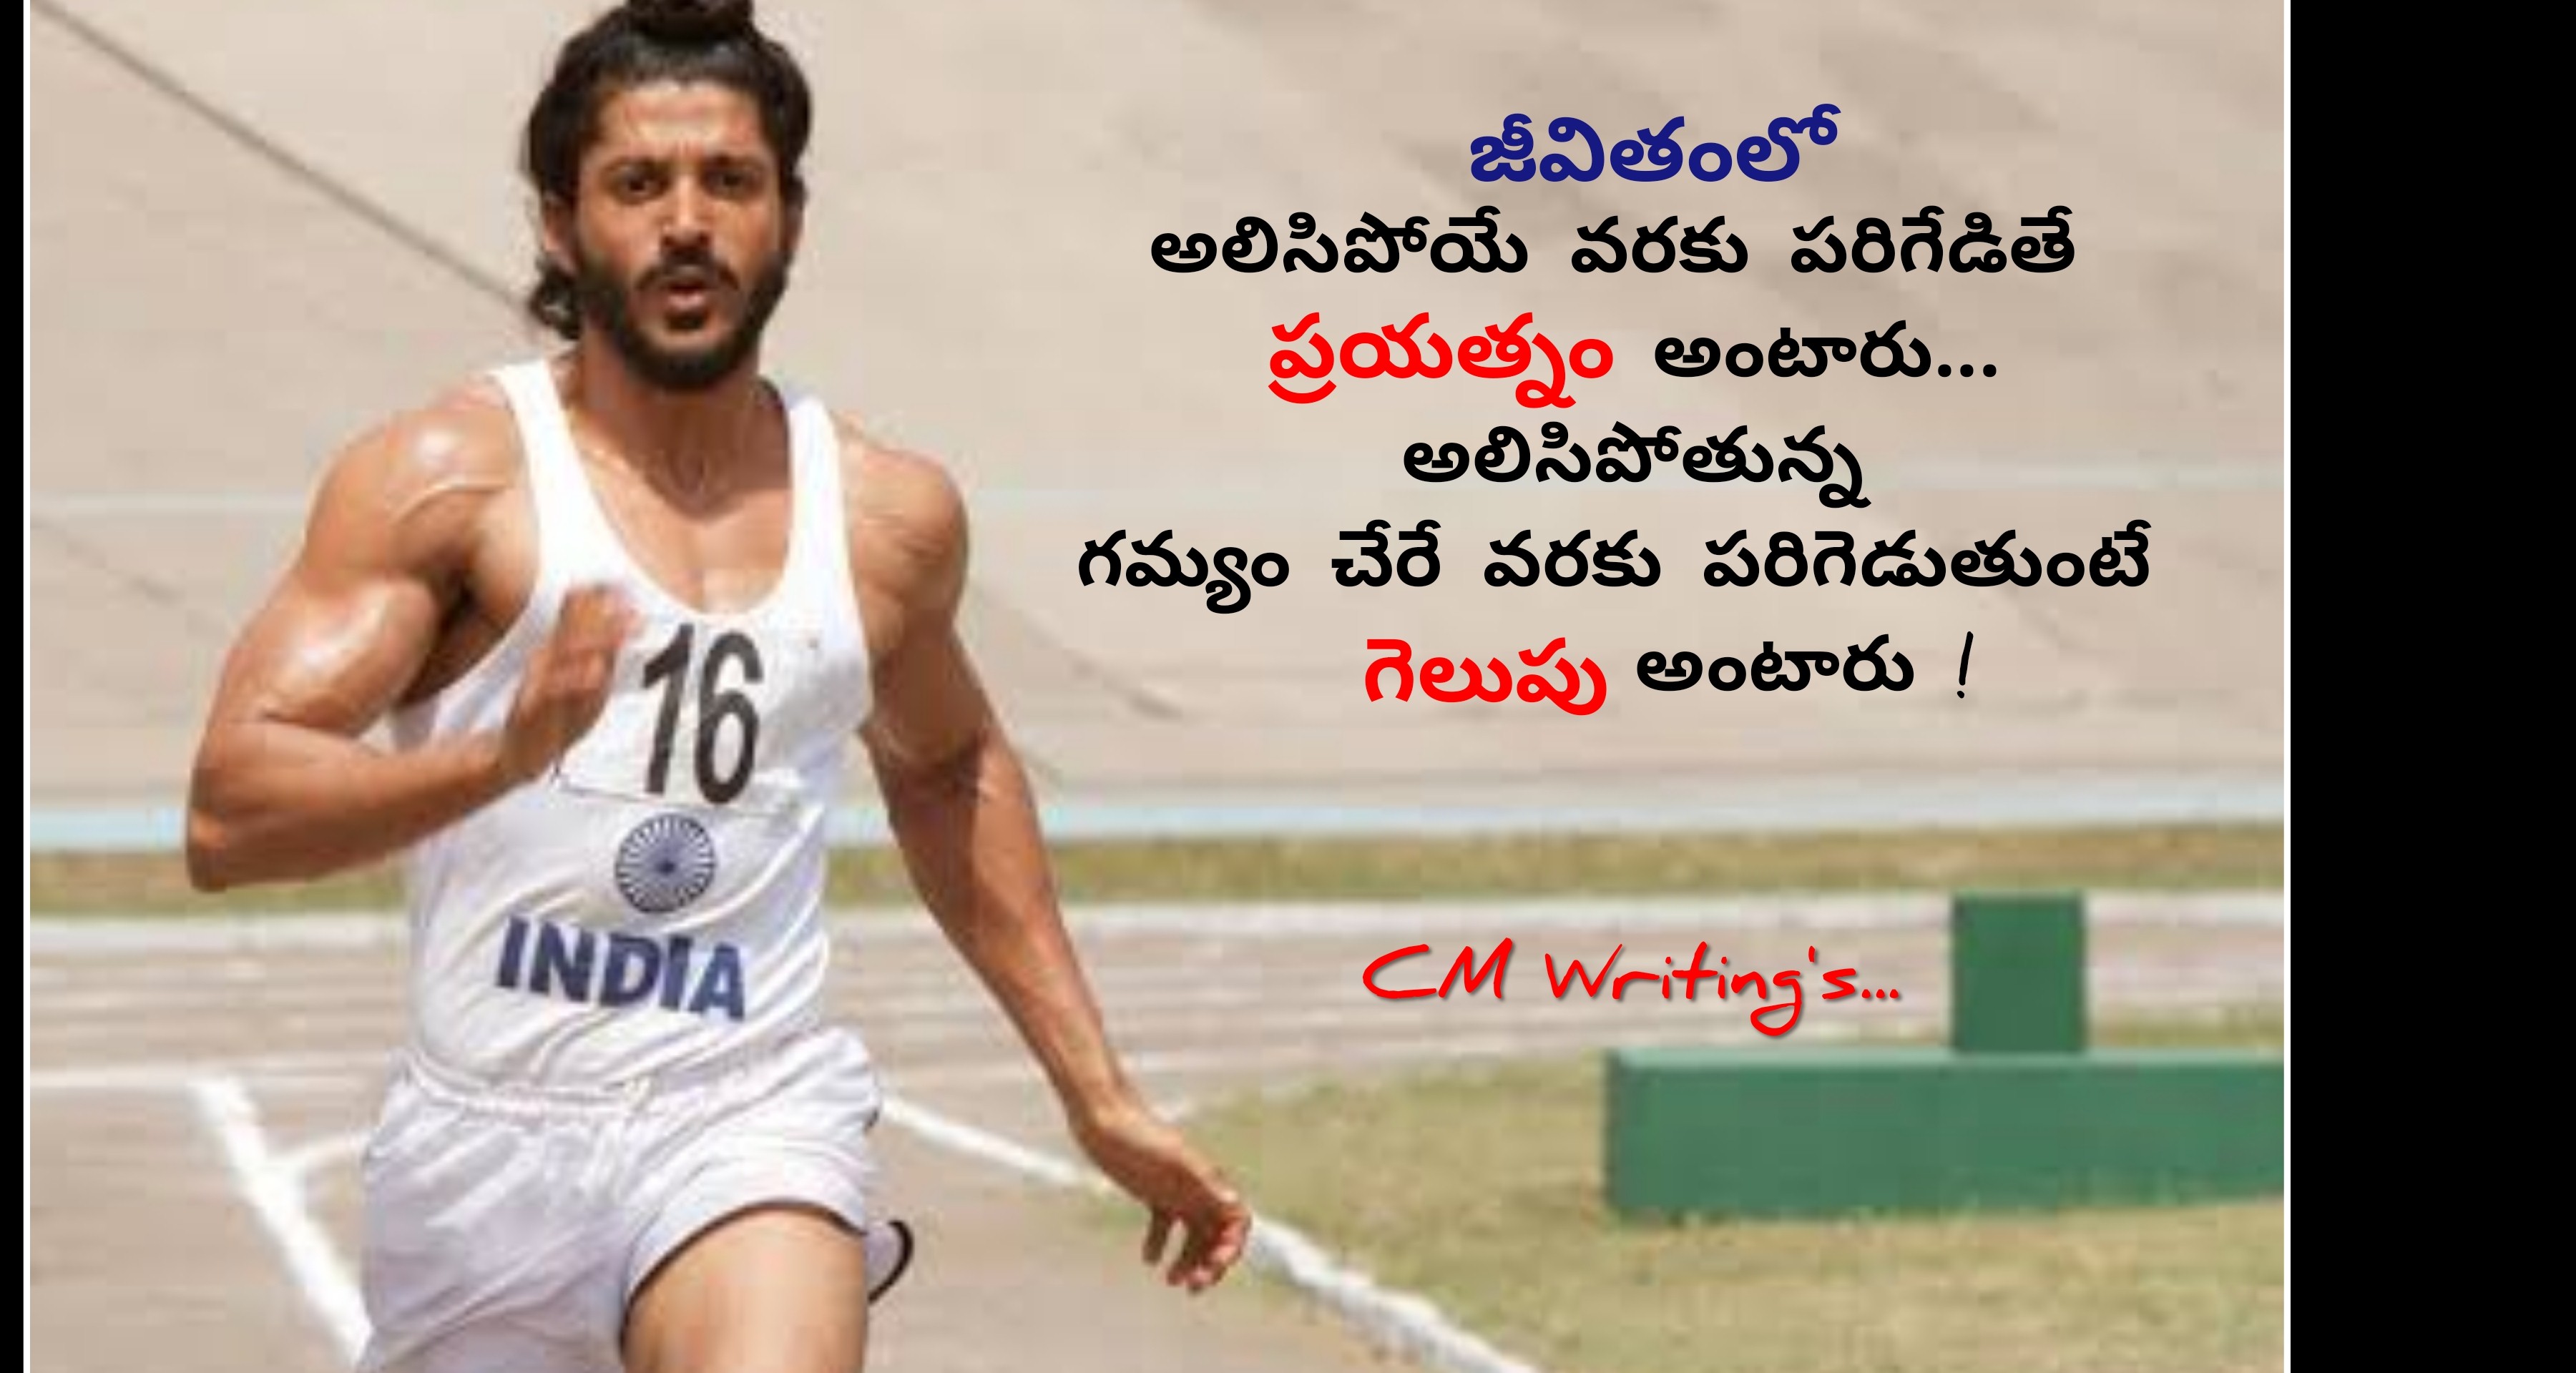 జీవితంలో
అలిసిపోయే వరకు పరిగేడితే
ప్రయత్నం అంటారు...
అలిసిపోతున్న
గమ్యం చేరే వరకు పరిగెడుతుంటే
గెలుపు అంటారు !
16
INDIA
CM Writing's...